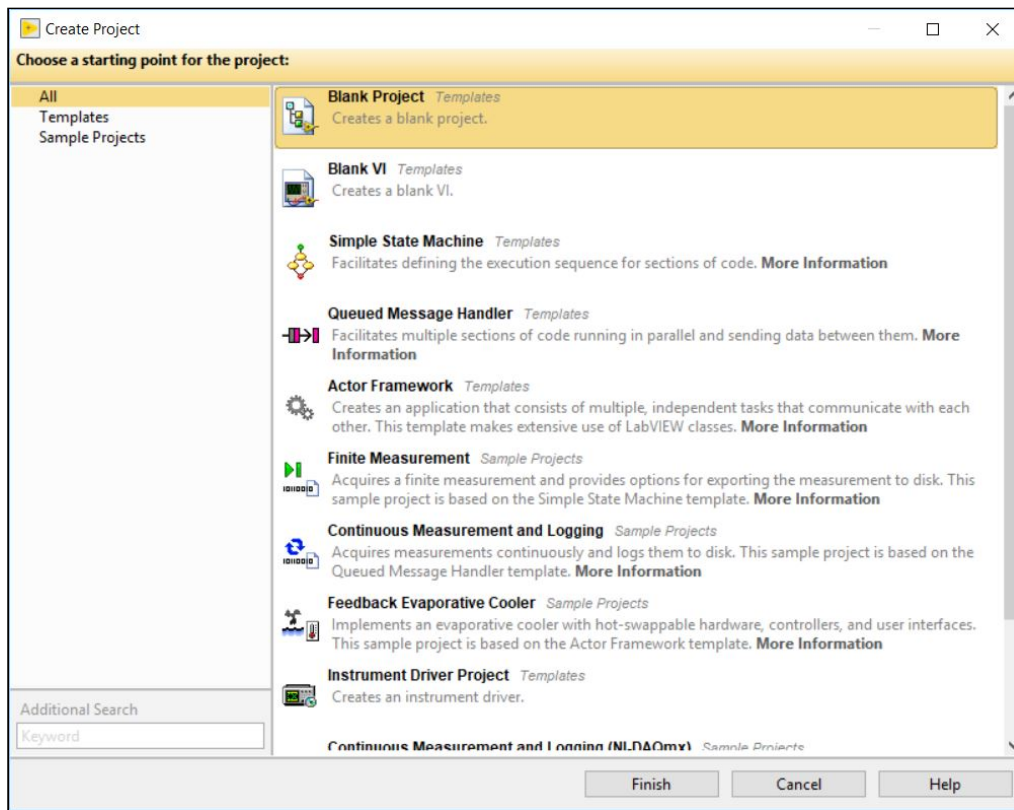 Create Project
Choose a starting point for the project:
All
Templates
Sample Projects
Blank Project Templates
Creates a blank project.
Blank VI Templates
Creates a blank VI.
Simple State Machine Templates
Facilitates defining the execution sequence for sections of code. More Information
Queued Message Handler Templates
Facilitates multiple sections of code running in parallel and sending data between them. More
Information
Actor Framework Templates
Creates an application that consists of multiple, independent tasks that communicate with each
other. This template makes extensive use of LabVIEW classes. More Information
Finite Measurement Sample Projects
Acquires a finite measurement and provides options for exporting the measurement to disk. This
sample project is based on the Simple State Machine template. More Information
Continuous Measurement and Logging Sample Projects
Acquires measurements continuously and logs them to disk. This sample project is based on the
Queued Message Handler template. More Information
Feedback Evaporative Cooler Sample Projects
Implements an evaporative cooler with hot-swappable hardware, controllers, and user interfaces.
This sample project is based on the Actor Framework template. More Information
Instrument Driver Project Templates
Creates an instrument driver.
Continuous Measurement and Logging (NI-DAQmx) Sample Projects
Additional Search
Keyword
Finish
Cancel
Help